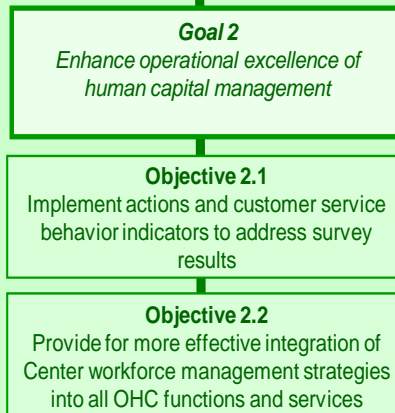 Goal 2
Enhance operational excellence of
human capital management
Objective 2.1
Implement actions and customer service
behavior indicators to address survey
results
Objective 2.2
Provide for more effective integration of
Center workforce management strategies
into all OHC functions and services